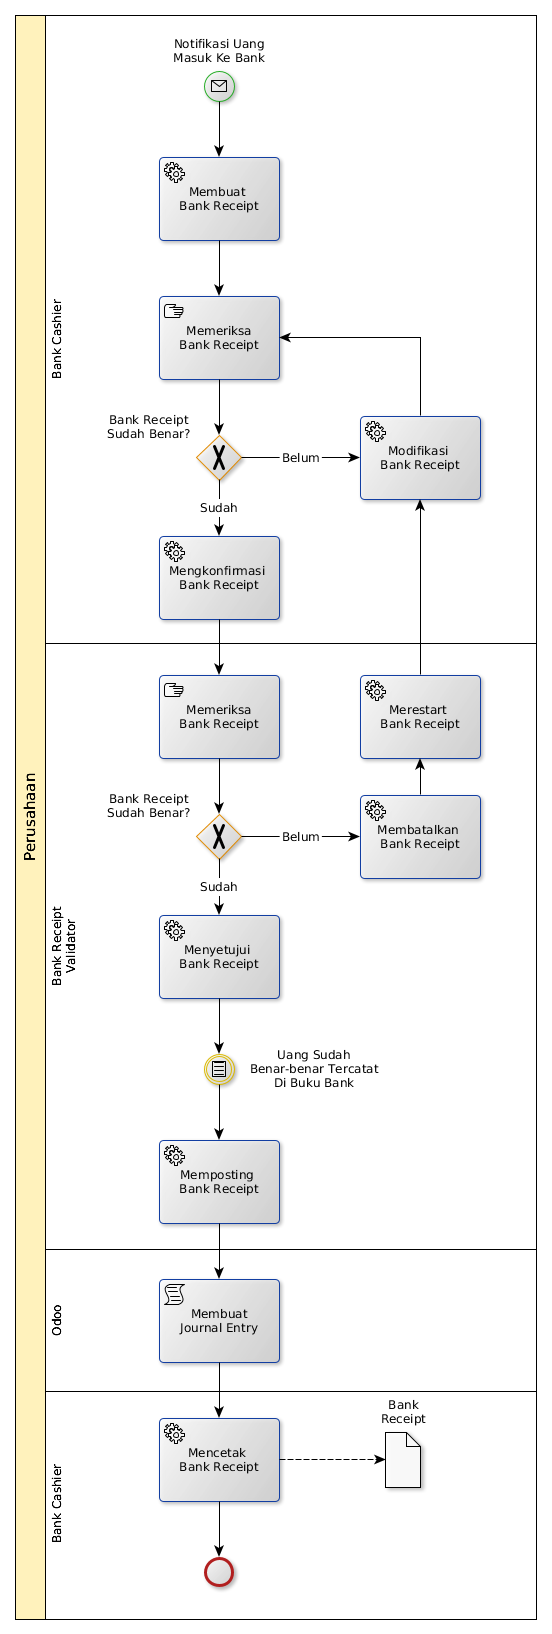 Notifikasi Uang
Masuk Ke Bank
Membuat
Bank Receipt
Bank Cashier
Memeriksa
Bank Receipt
Bank Receipt
Sudah Benar?
Belum
Modifikasi
Bank Receipt
Sudah
Mengkonfirmasi
Bank Receipt
Perusahaan
Memeriksa
Bank Receipt
Merestart
Bank Receipt
Bank Receipt
Sudah Benar?
Belum
Membatalkan
Bank Receipt
Sudah
Bank Receipt
Validator
Menyetujui
Bank Receipt
Uang Sudah
Benar-benar Tercatat
Di Buku Bank
Memposting
Bank Receipt
Odoo
Membuat
Journal Entry
Bank Cashier
Mencetak
Bank Receipt
Bank
Receipt